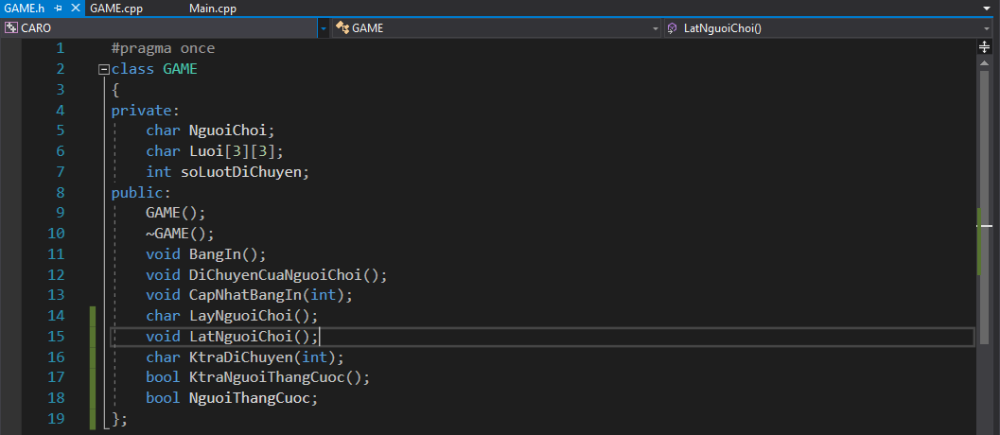 GAME.h GAME.cpp Main.cpp
CARO GAME LatNguoiChoi()
1 #pragma once
2 class GAME
3 {
4 private:
5 char NguoiChoi;
6 char Luoi[3][3];
7 int soLuotDiChuyen;
8 public:
9 GAME();
10 ~GAME();
11 void BangIn();
12 void DiChuyenCuaNguoiChoi();
13 void CapNhatBangIn(int);
14 char LayNguoiChoi();
15 void LatNguoiChoi();
16 char KtraDiChuyen(int);
17 bool KtraNguoiThangCuoc();
18 bool NguoiThangCuoc;
19 };